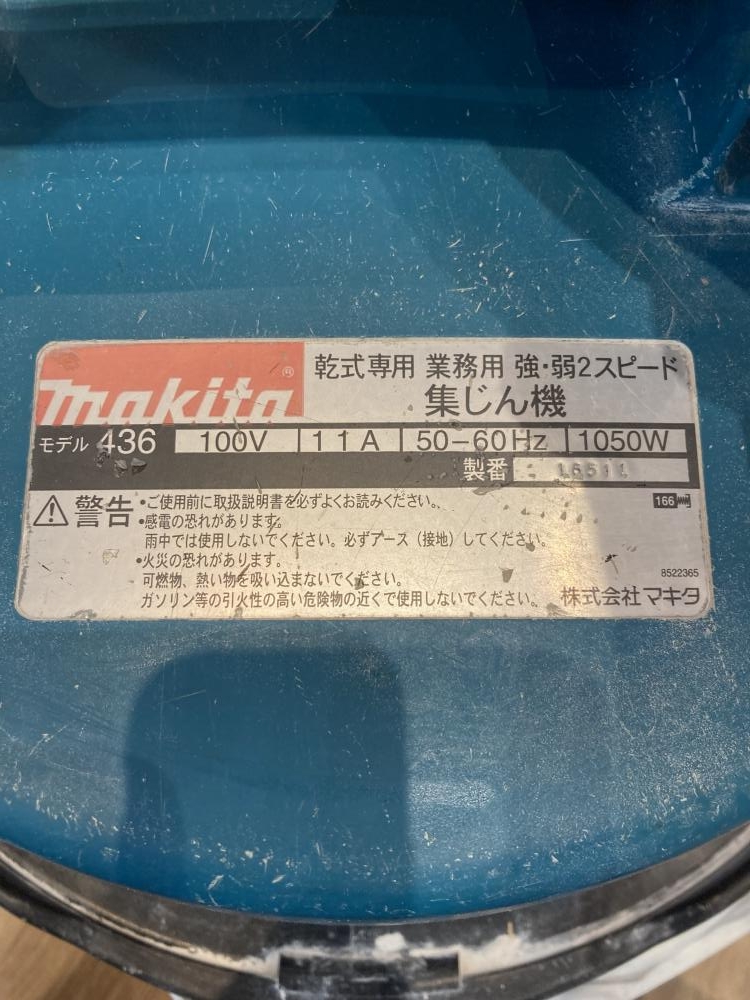 makita®
乾式専用 業務用 強・弱2スピード
集じん機
モデル 436 100V 11A 50-60Hz 1050W
製番
166
警告
・ご使用前に取扱説明書を必ずよくお読みください。
・感電の恐れがあります。
雨中では使用しないでください。必ずアース(接地)してください。
・火災の恐れがあります。
可燃物、熱い物を吸い込まないでください。
ガソリン等の引火性の高い危険物の近くで使用しないでください。
8522365
株式会社マキタ